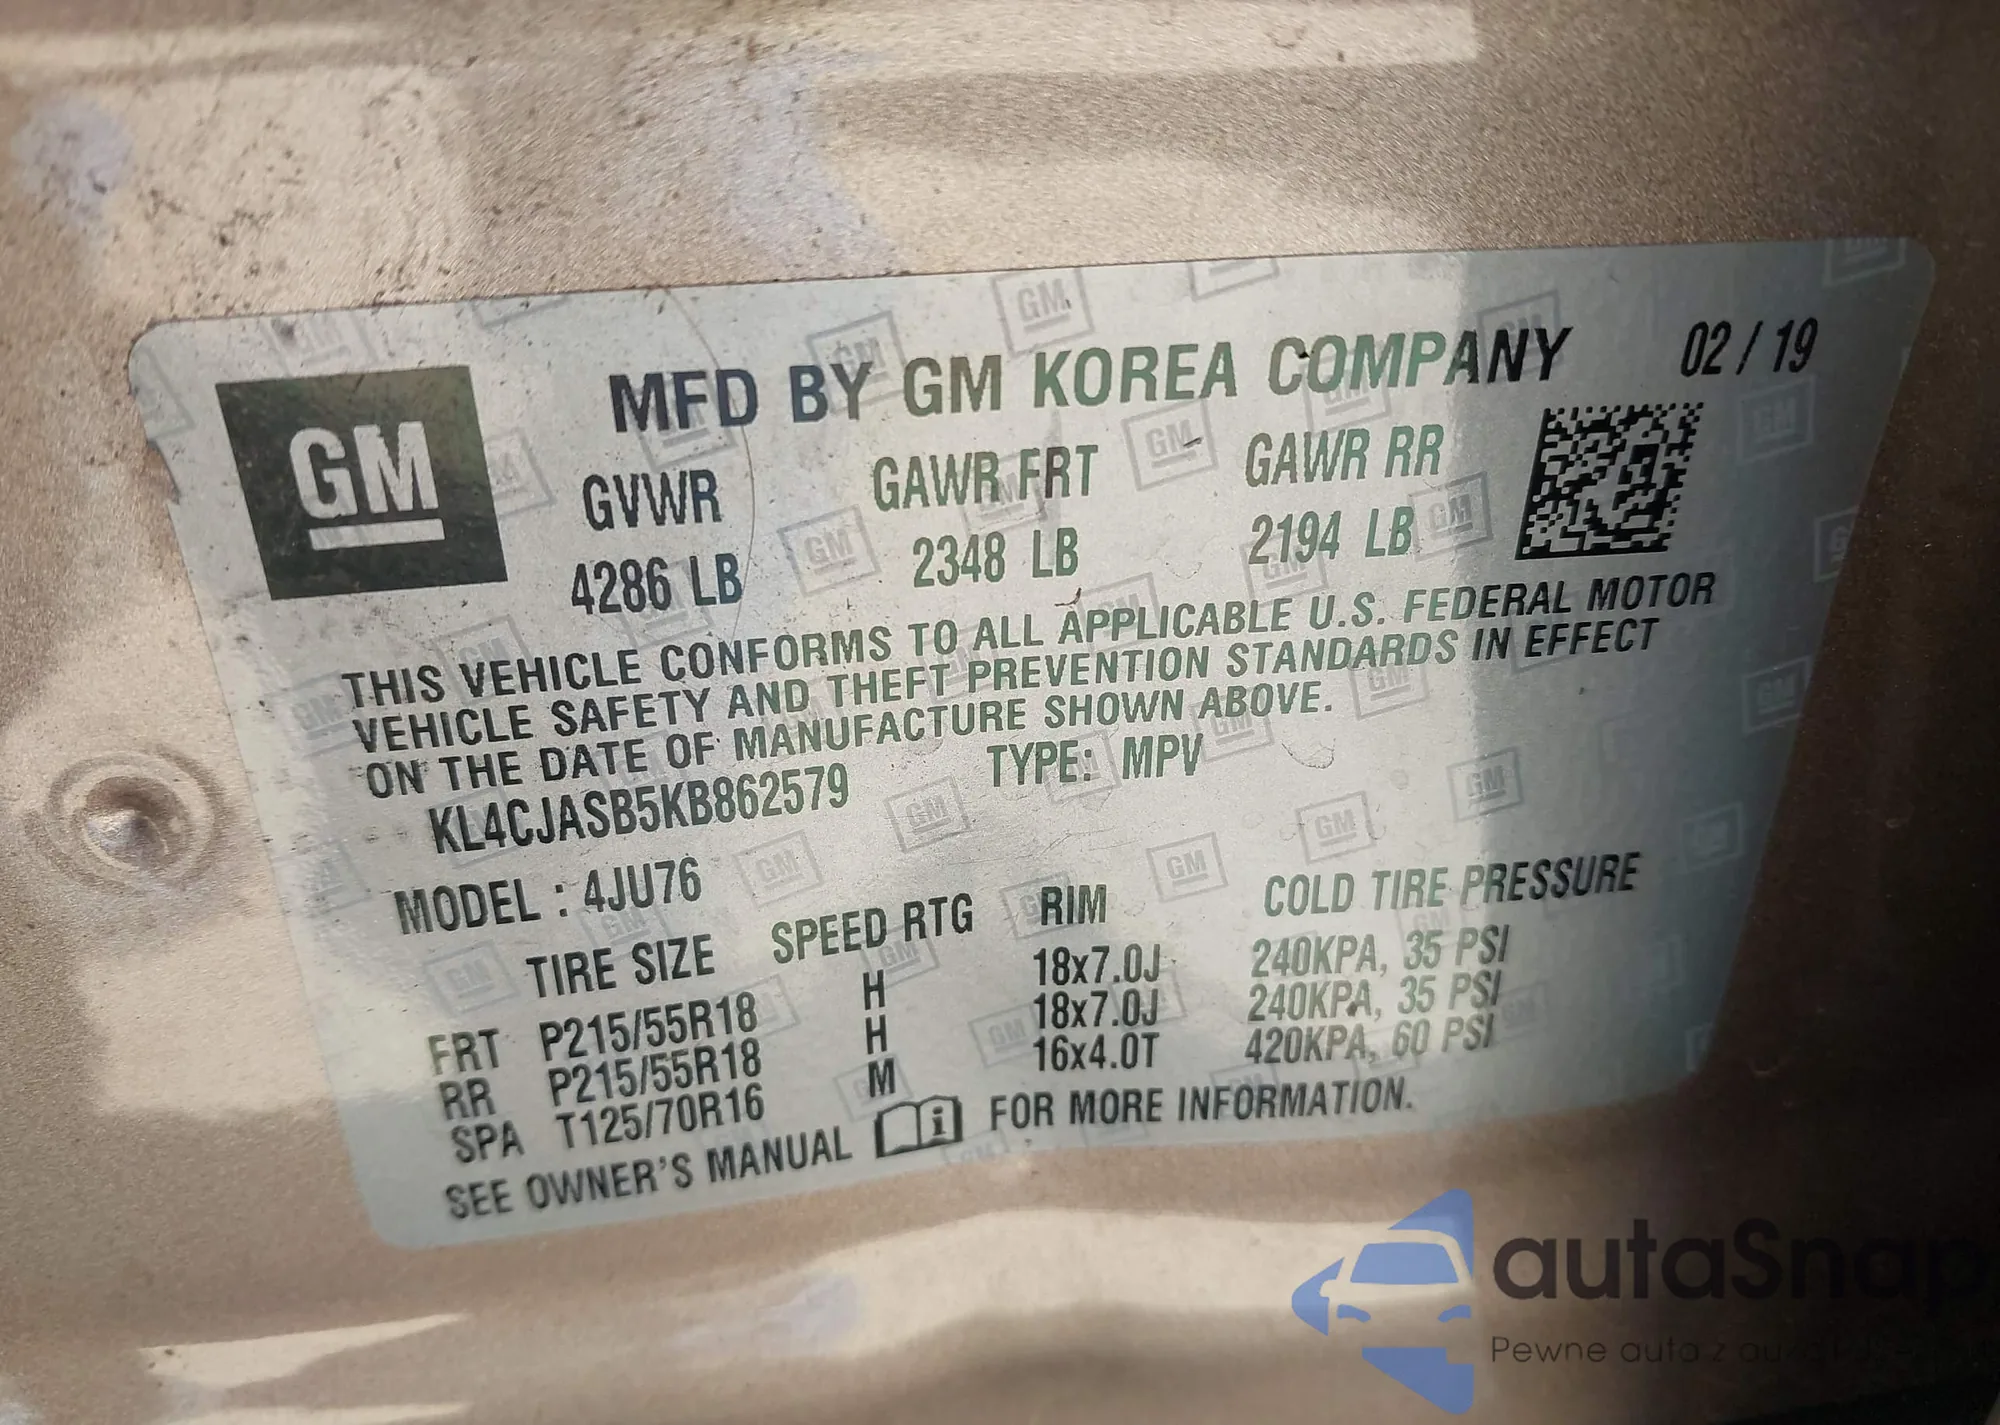 GM
MFD BY GM KOREA COMPANY 02 / 19
GVWR GAWR FRT GAWR RR
4286 LB 2348 LB 2194 LB
THIS VEHICLE CONFORMS TO ALL APPLICABLE U.S. FEDERAL MOTOR
VEHICLE SAFETY AND THEFT PREVENTION STANDARDS IN EFFECT
ON THE DATE OF MANUFACTURE SHOWN ABOVE.
KL4CJASB5KB862579 TYPE: MPV
MODEL : 4JU76
TIRE SIZE SPEED RTG RIM COLD TIRE PRESSURE
FRT P215/55R18 H 18x7.0J 240KPA, 35 PSI
RR P215/55R18 H 18x7.0J 240KPA, 35 PSI
SPA T125/70R16 M 16x4.0T 420KPA, 60 PSI
SEE OWNER'S MANUAL i FOR MORE INFORMATION.
autaSnap
Pewne auta z